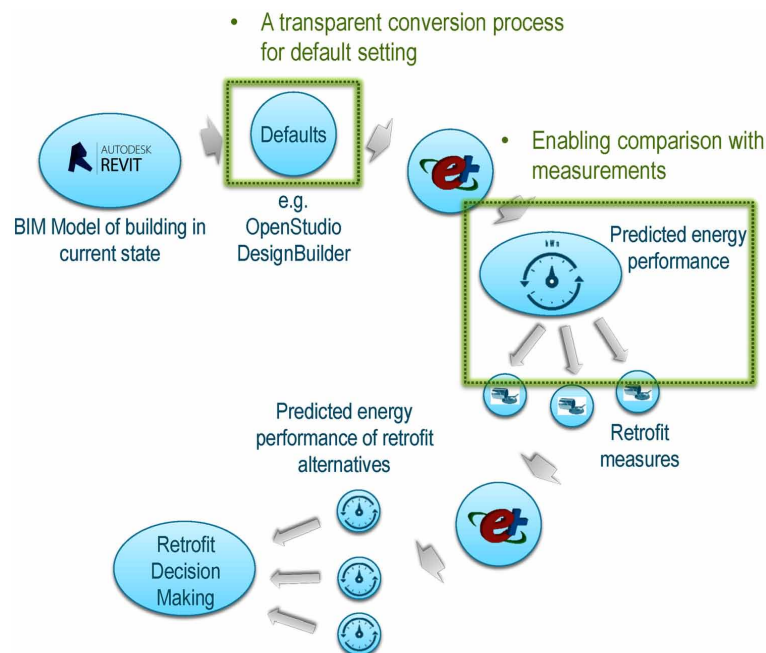 • A transparent conversion process
for default setting
AUTODESK
REVIT
Defaults
e+
• Enabling comparison with
measurements
BIM Model of building in
current state
e.g.
OpenStudio
DesignBuilder
kWs
Predicted energy
performance
Predicted energy
performance of retrofit
alternatives
Retrofit
measures
e+
Retrofit
Decision
Making